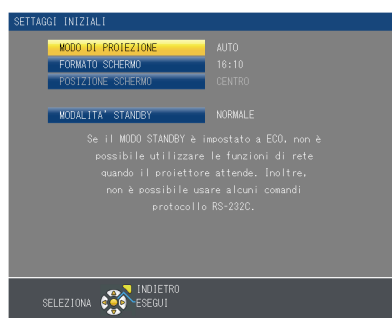 SETTAGGI INIZIALI
MODO DI PROIEZIONE AUTO
FORMATO SCHERMO 16:10
POSIZIONE SCHERMO CENTRO
MODALITA' STANDBY NORMALE
Se il MODO STANDBY è impostato a ECO, non è
possibile utilizzare le funzioni di rete
quando il proiettore attende. Inoltre,
non è possibile usare alcuni comandi
protocollo RS-232C.
INDIETRO
SELEZIONA ESEGUI